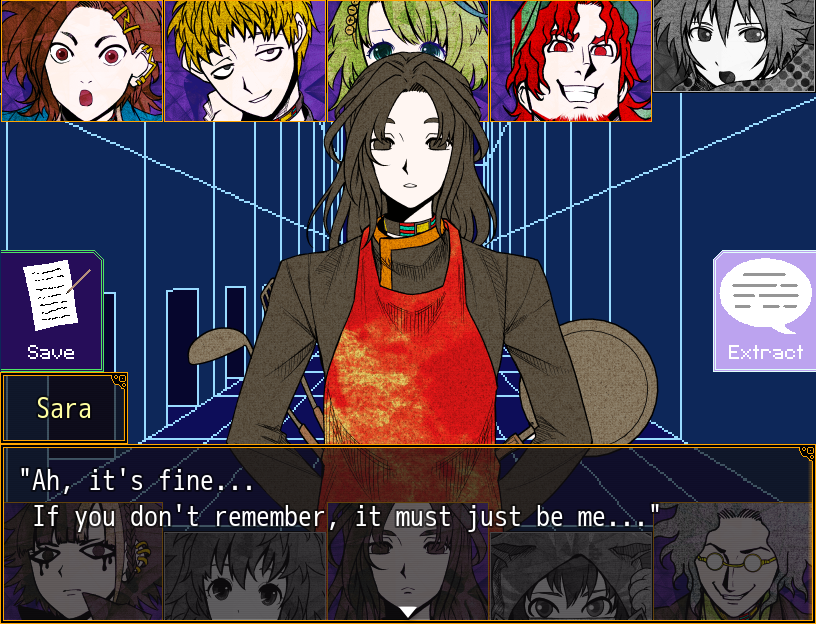 Save
Extract
Sara
"Ah, it's fine...
If you don't remember, it must just be me..."